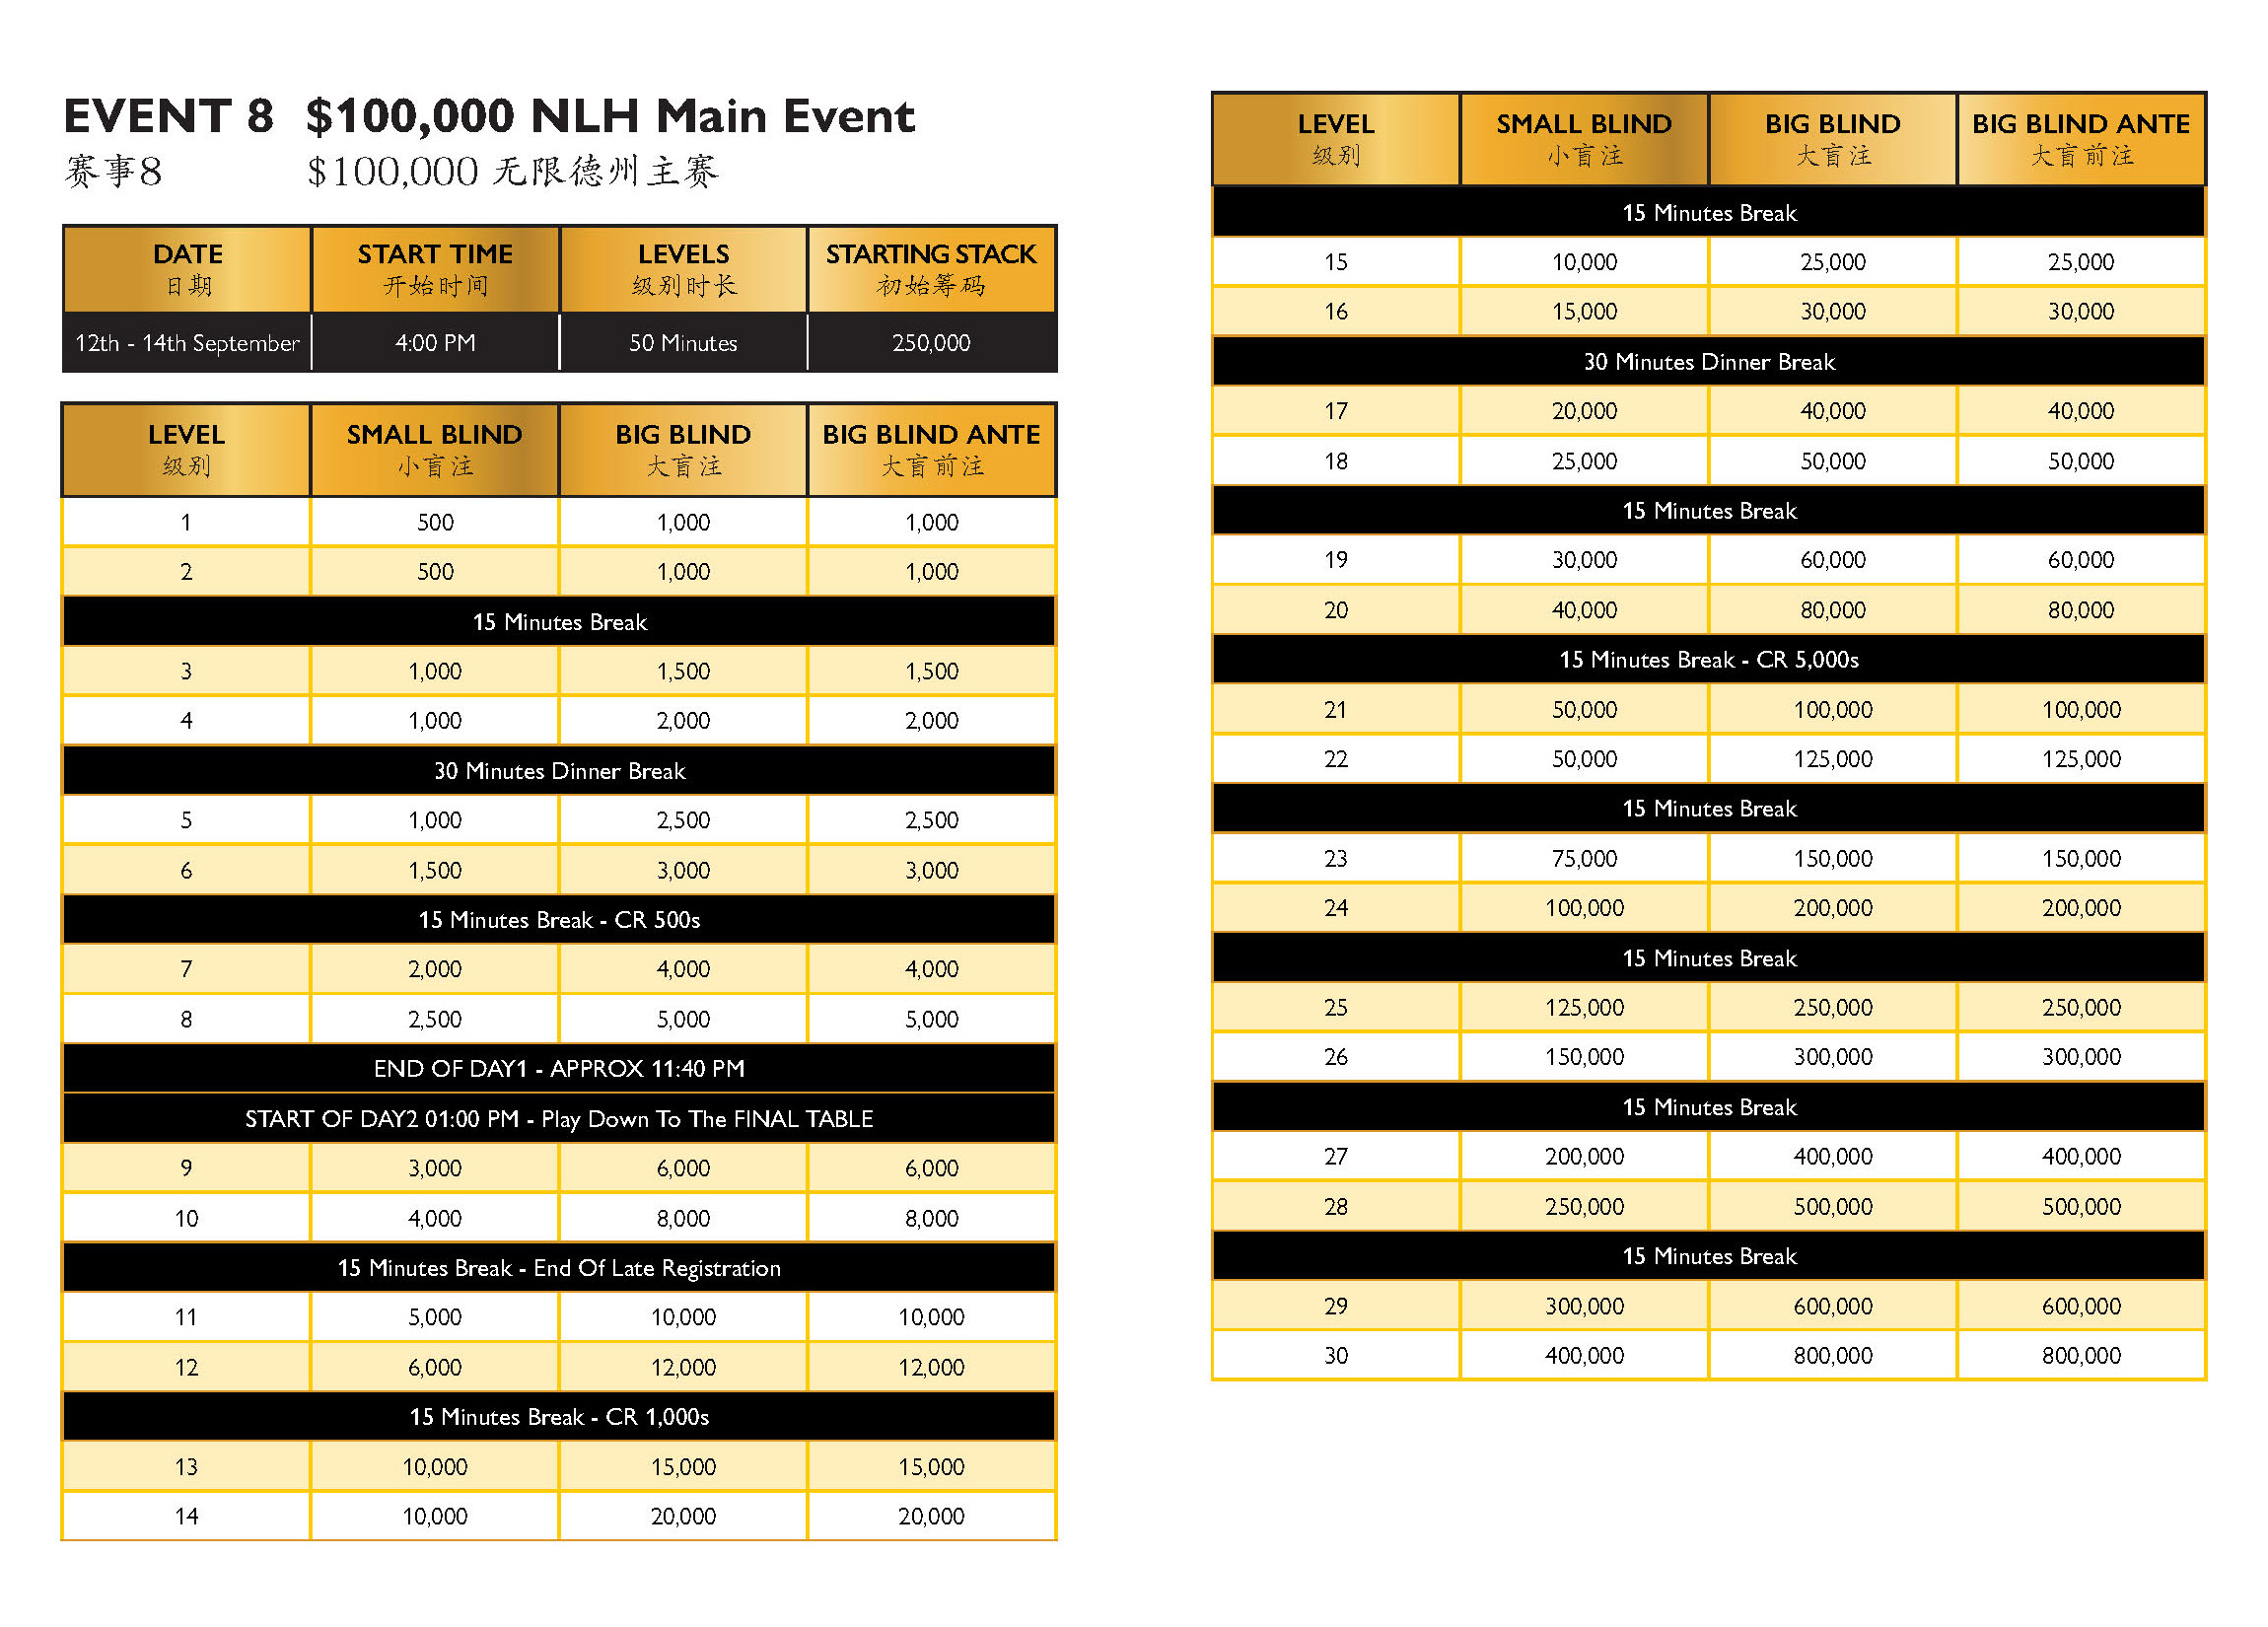 EVENT 8 $100,000 NLH Main Event
赛事8 $100,000 无限德州主赛
DATE START TIME LEVELS STARTING STACK
日期 开始时间 级别时长 初始筹码
12th - 14th September 4:00 PM 50 Minutes 250,000
LEVEL SMALL BLIND BIG BLIND BIG BLIND ANTE
级别 小盲注 大盲注 大盲前注
1 500 1,000 1,000
2 500 1,000 1,000
15 Minutes Break
3 1,000 1,500 1,500
4 1,000 2,000 2,000
30 Minutes Dinner Break
5 1,000 2,500 2,500
6 1,500 3,000 3,000
15 Minutes Break - CR 500s
7 2,000 4,000 4,000
8 2,500 5,000 5,000
END OF DAY1 - APPROX 11:40 PM
START OF DAY2 01:00 PM - Play Down To The FINAL TABLE
9 3,000 6,000 6,000
10 4,000 8,000 8,000
15 Minutes Break - End Of Late Registration
11 5,000 10,000 10,000
12 6,000 12,000 12,000
15 Minutes Break - CR 1,000s
13 10,000 15,000 15,000
14 10,000 20,000 20,000
LEVEL SMALL BLIND BIG BLIND BIG BLIND ANTE
级别 小盲注 大盲注 大盲前注
15 Minutes Break
15 10,000 25,000 25,000
16 15,000 30,000 30,000
30 Minutes Dinner Break
17 20,000 40,000 40,000
18 25,000 50,000 50,000
15 Minutes Break
19 30,000 60,000 60,000
20 40,000 80,000 80,000
15 Minutes Break - CR 5,000s
21 50,000 100,000 100,000
22 50,000 125,000 125,000
15 Minutes Break
23 75,000 150,000 150,000
24 100,000 200,000 200,000
15 Minutes Break
25 125,000 250,000 250,000
26 150,000 300,000 300,000
15 Minutes Break
27 200,000 400,000 400,000
28 250,000 500,000 500,000
15 Minutes Break
29 300,000 600,000 600,000
30 400,000 800,000 800,000